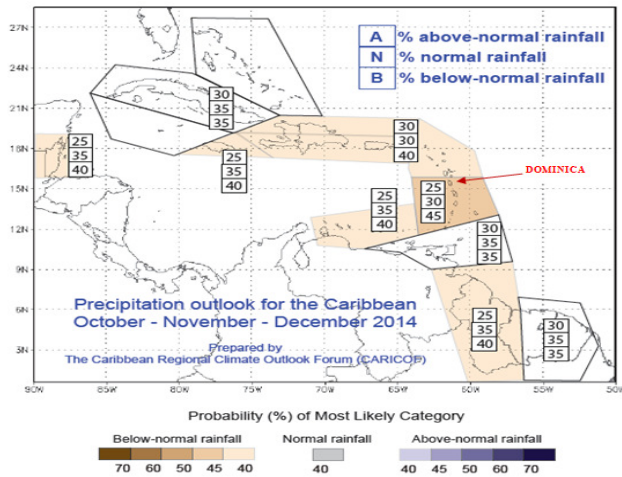 A % above-normal rainfall
N % normal rainfall
B % below-normal rainfall
27N
24N
21N
18N
15N
12N
9N
6N
3N
30
35
35
30
30
40
25
35
40
25
35
40
DOMINICA
25
30
45
25
35
40
30
35
35
25
35
40
30
35
35
Precipitation outlook for the Caribbean
October - November - December 2014
Prepared by
The Caribbean Regional Climate Outlook Forum (CARICOF)
90W 85W 80W 75W 70W 65W 60W 55W 50W
Probability (%) of Most Likely Category
Below-normal rainfall Normal rainfall Above-normal rainfall
70 60 50 45 40 40 40 45 50 60 70